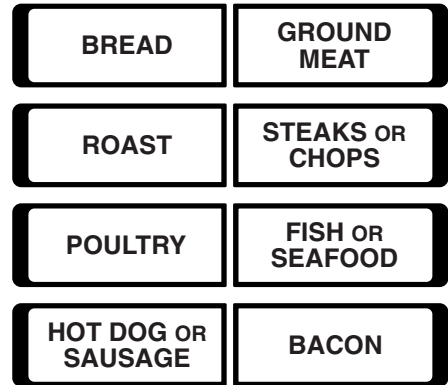 BREAD
GROUND
MEAT
ROAST
STEAKS OR
CHOPS
POULTRY
FISH OR
SEAFOOD
HOT DOG OR
SAUSAGE
BACON